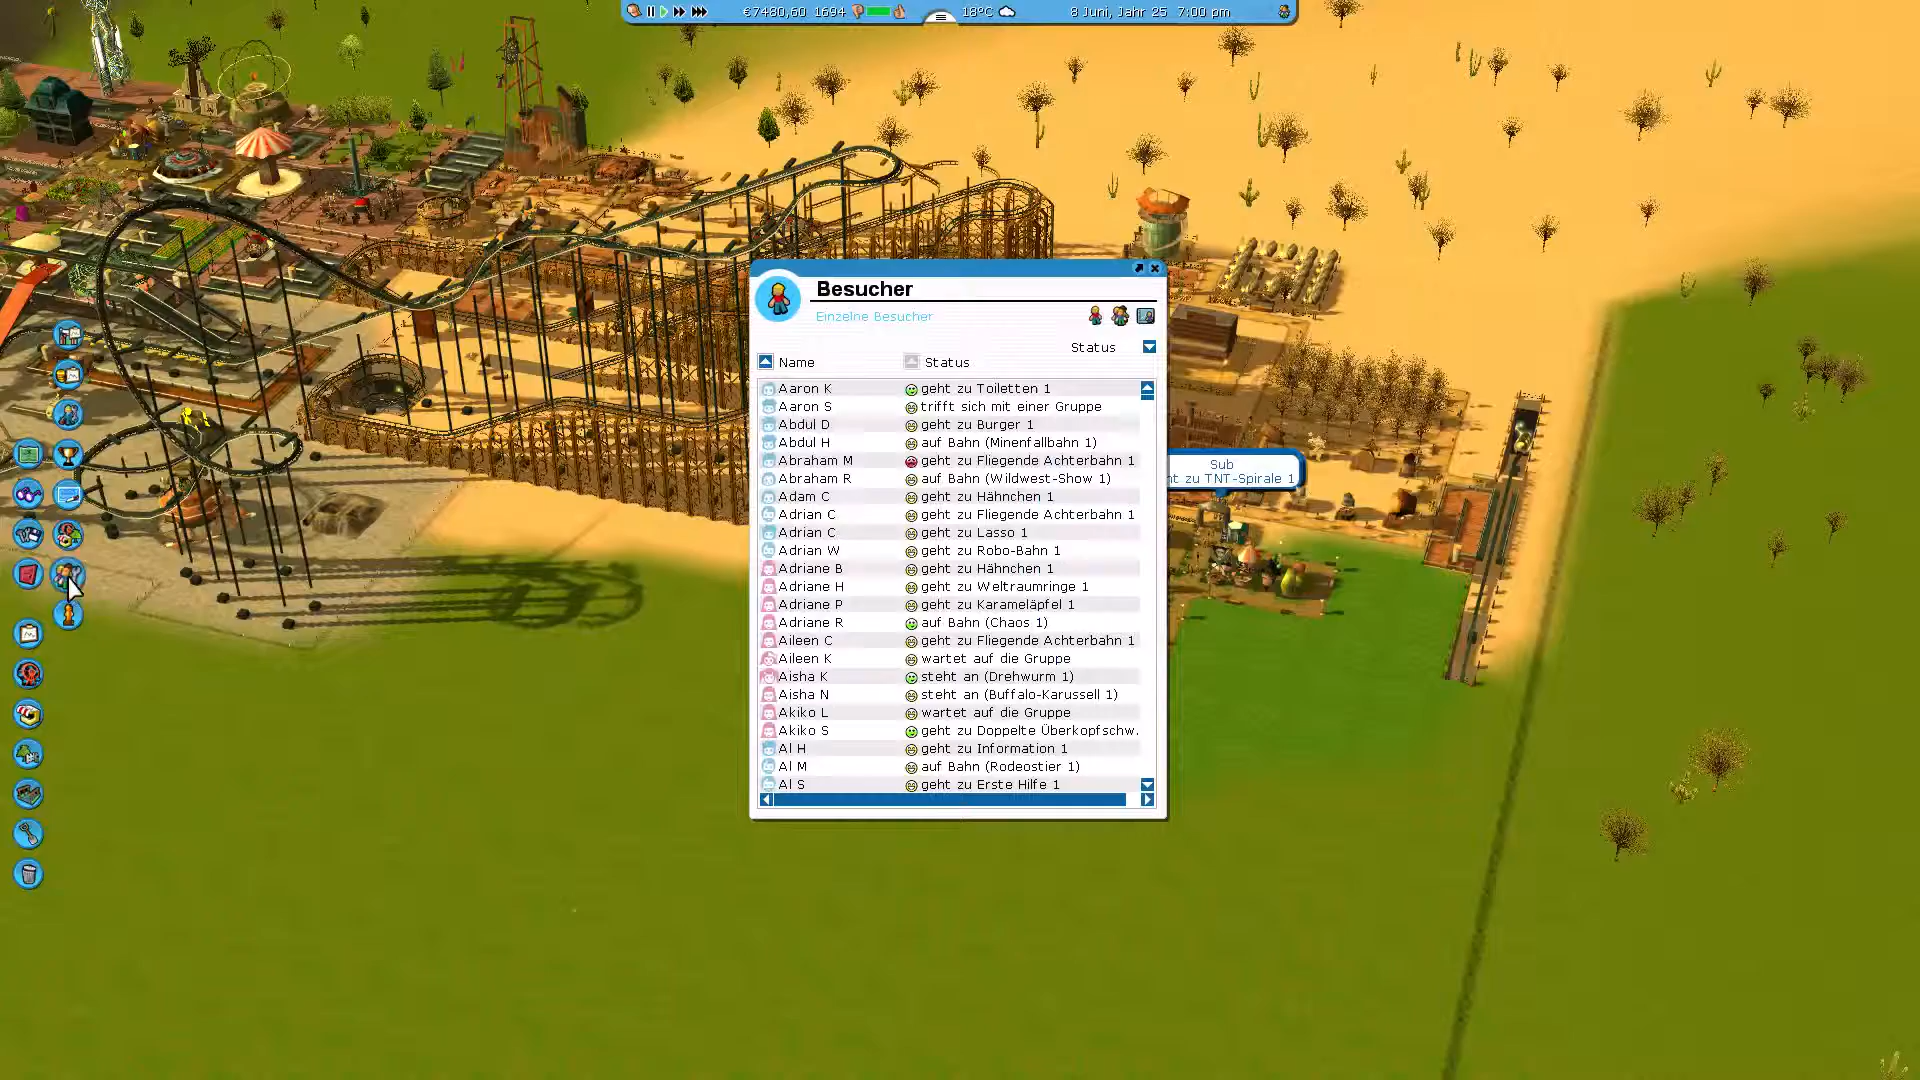 €7480,60 1694 18°C 8 Juni, Jahr 25 7:00 pm
Besucher
Einzelne Besucher
Status
Name Status
Aaron K geht zu Toiletten 1
Aaron S trifft sich mit einer Gruppe
Abdul D geht zu Burger 1
Abdul H auf Bahn (Minenfallbahn 1)
Abraham M geht zu Fliegende Achterbahn 1
Abraham R auf Bahn (Wildwest-Show 1)
Adam C geht zu Hähnchen 1
Adrian C geht zu Fliegende Achterbahn 1
Adrian C geht zu Lasso 1
Adrian W geht zu Robo-Bahn 1
Adriane B geht zu Hähnchen 1
Adriane H geht zu Weltraumringe 1
Adriane P geht zu Karameläpfel 1
Adriane R auf Bahn (Chaos 1)
Aileen C geht zu Fliegende Achterbahn 1
Aileen K wartet auf die Gruppe
Aisha K steht an (Drehwurm 1)
Aisha N steht an (Buffalo-Karussell 1)
Akiko L wartet auf die Gruppe
Akiko S geht zu Doppelte Überkopfschw.
Al H geht zu Information 1
Al M auf Bahn (Rodeostier 1)
Al S geht zu Erste Hilfe 1
Sub
ht zu TNT-Spirale 1